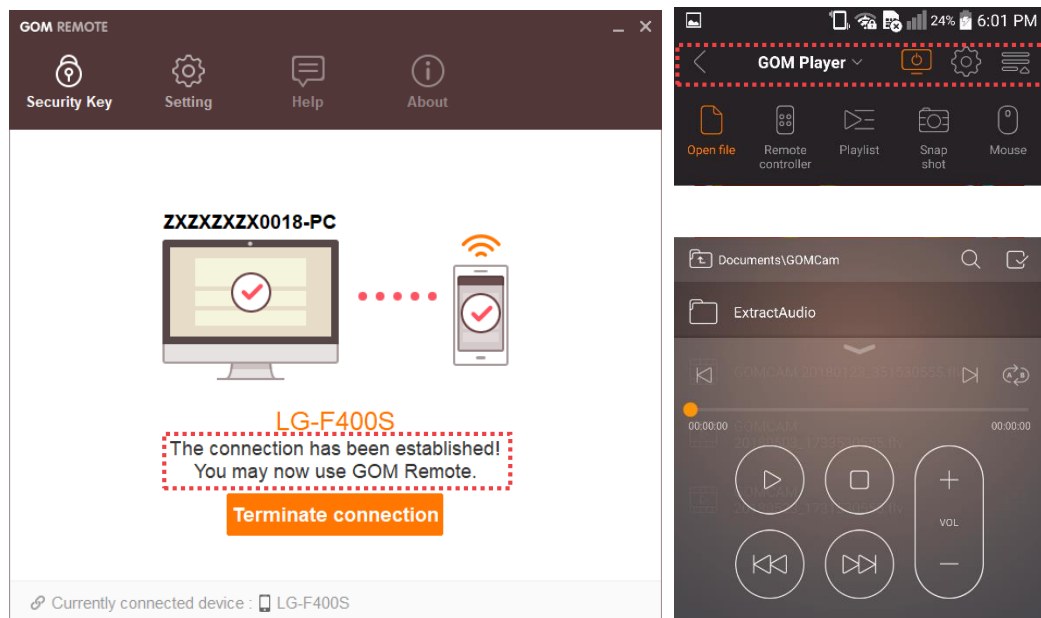 GOM REMOTE
Security Key
Setting
Help
About
ZXZXZXZX0018-PC
LG-F400S
The connection has been established!
You may now use GOM Remote.
Terminate connection
Currently connected device : LG-F400S
24% 6:01 PM
GOM Player
Open file
Remote
controller
Playlist
Snap
shot
Mouse
Documents\GOMCam
ExtractAudio
A B
00:00:00
00:00:00
GOMCAM
VOL